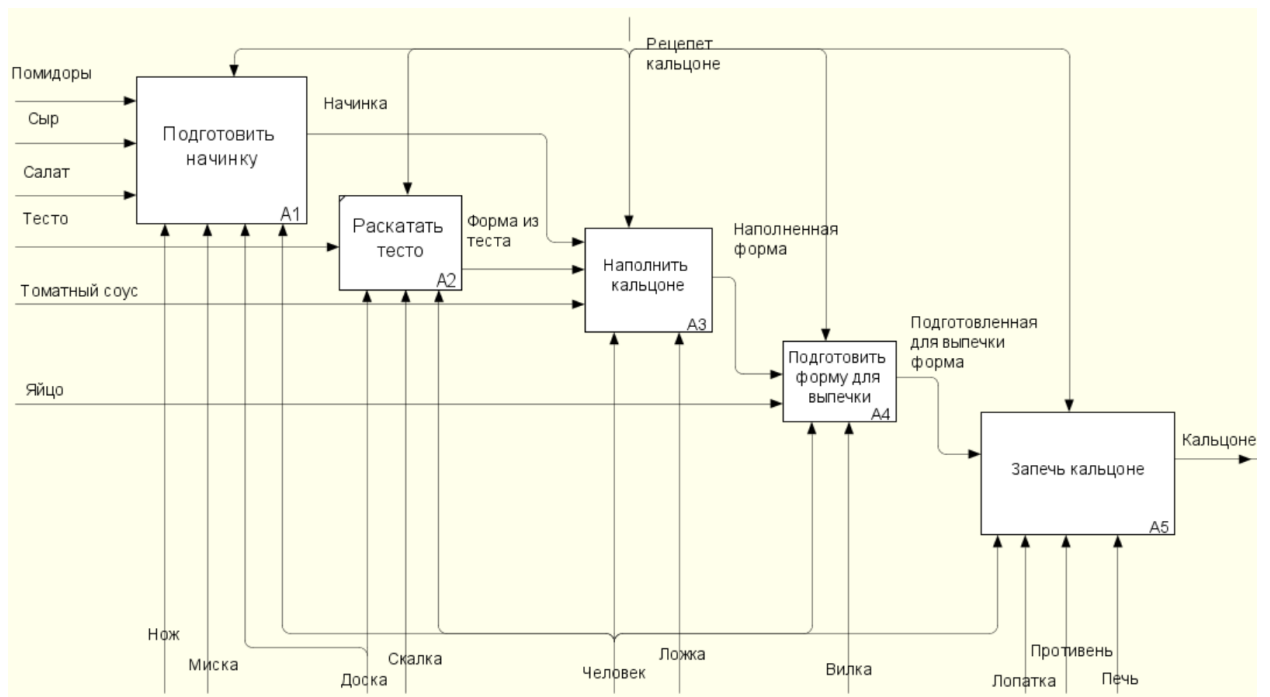 Рецепет
кальцоне
Помидоры
Сыр
Салат
Тесто
Томатный соус
Яйцо
Подготовить
начинку
A1
Начинка
Раскатать
тесто
A2
Форма из
теста
Наполнить
кальцоне
A3
Наполненная
форма
Подготовить
форму для
выпечки
A4
Подготовленная
для выпечки
форма
Запечь кальцоне
A5
Кальцоне
Нож
Миска
Доска
Скалка
Человек
Ложка
Вилка
Лопатка
Противень
Печь